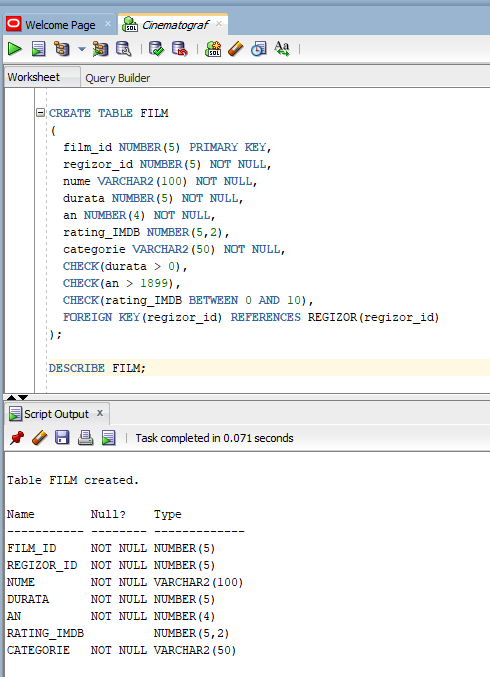 Welcome Page
Cinematograf
Worksheet
Query Builder
CREATE TABLE FILM
(
  film_id NUMBER(5) PRIMARY KEY,
  regizor_id NUMBER(5) NOT NULL,
  nume VARCHAR2(100) NOT NULL,
  durata NUMBER(5) NOT NULL,
  an NUMBER(4) NOT NULL,
  rating_IMDB NUMBER(5,2),
  categorie VARCHAR2(50) NOT NULL,
  CHECK(durata > 0),
  CHECK(an > 1899),
  CHECK(rating_IMDB BETWEEN 0 AND 10),
  FOREIGN KEY(regizor_id) REFERENCES REGIZOR(regizor_id)
);
DESCRIBE FILM;
Script Output x
Task completed in 0.071 seconds
Table FILM created.
Name        Null?    Type
----------- -------- -------------
FILM_ID     NOT NULL NUMBER(5)
REGIZOR_ID  NOT NULL NUMBER(5)
NUME        NOT NULL VARCHAR2(100)
DURATA      NOT NULL NUMBER(5)
AN          NOT NULL NUMBER(4)
RATING_IMDB          NUMBER(5,2)
CATEGORIE   NOT NULL VARCHAR2(50)